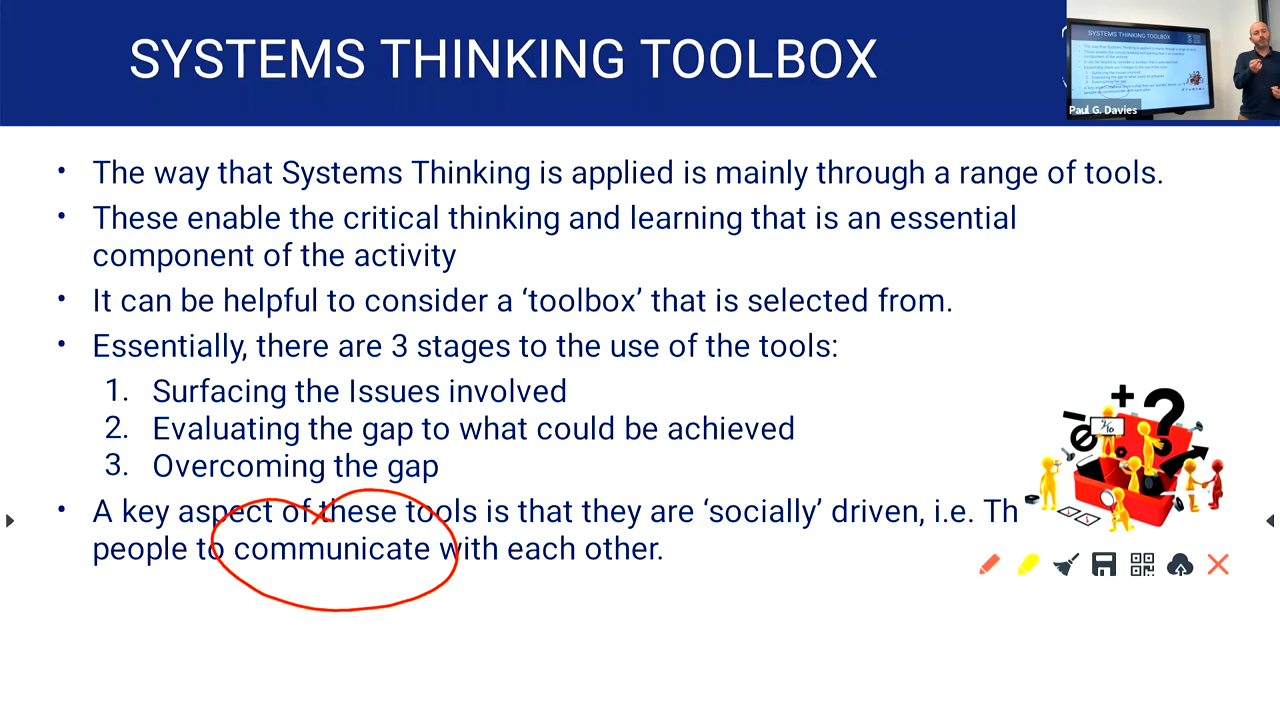 SYSTEMS THINKING TOOLBOX
SYSTEMS THINKING TOOLBOX
Paul G. Davies
• The way that Systems Thinking is applied is mainly through a range of tools.
• These enable the critical thinking and learning that is an essential
component of the activity
• It can be helpful to consider a ‘toolbox’ that is selected from.
• Essentially, there are 3 stages to the use of the tools:
1. Surfacing the Issues involved
2. Evaluating the gap to what could be achieved
3. Overcoming the gap
• A key aspect of these tools is that they are ‘socially’ driven, i.e. Th
people to communicate with each other.